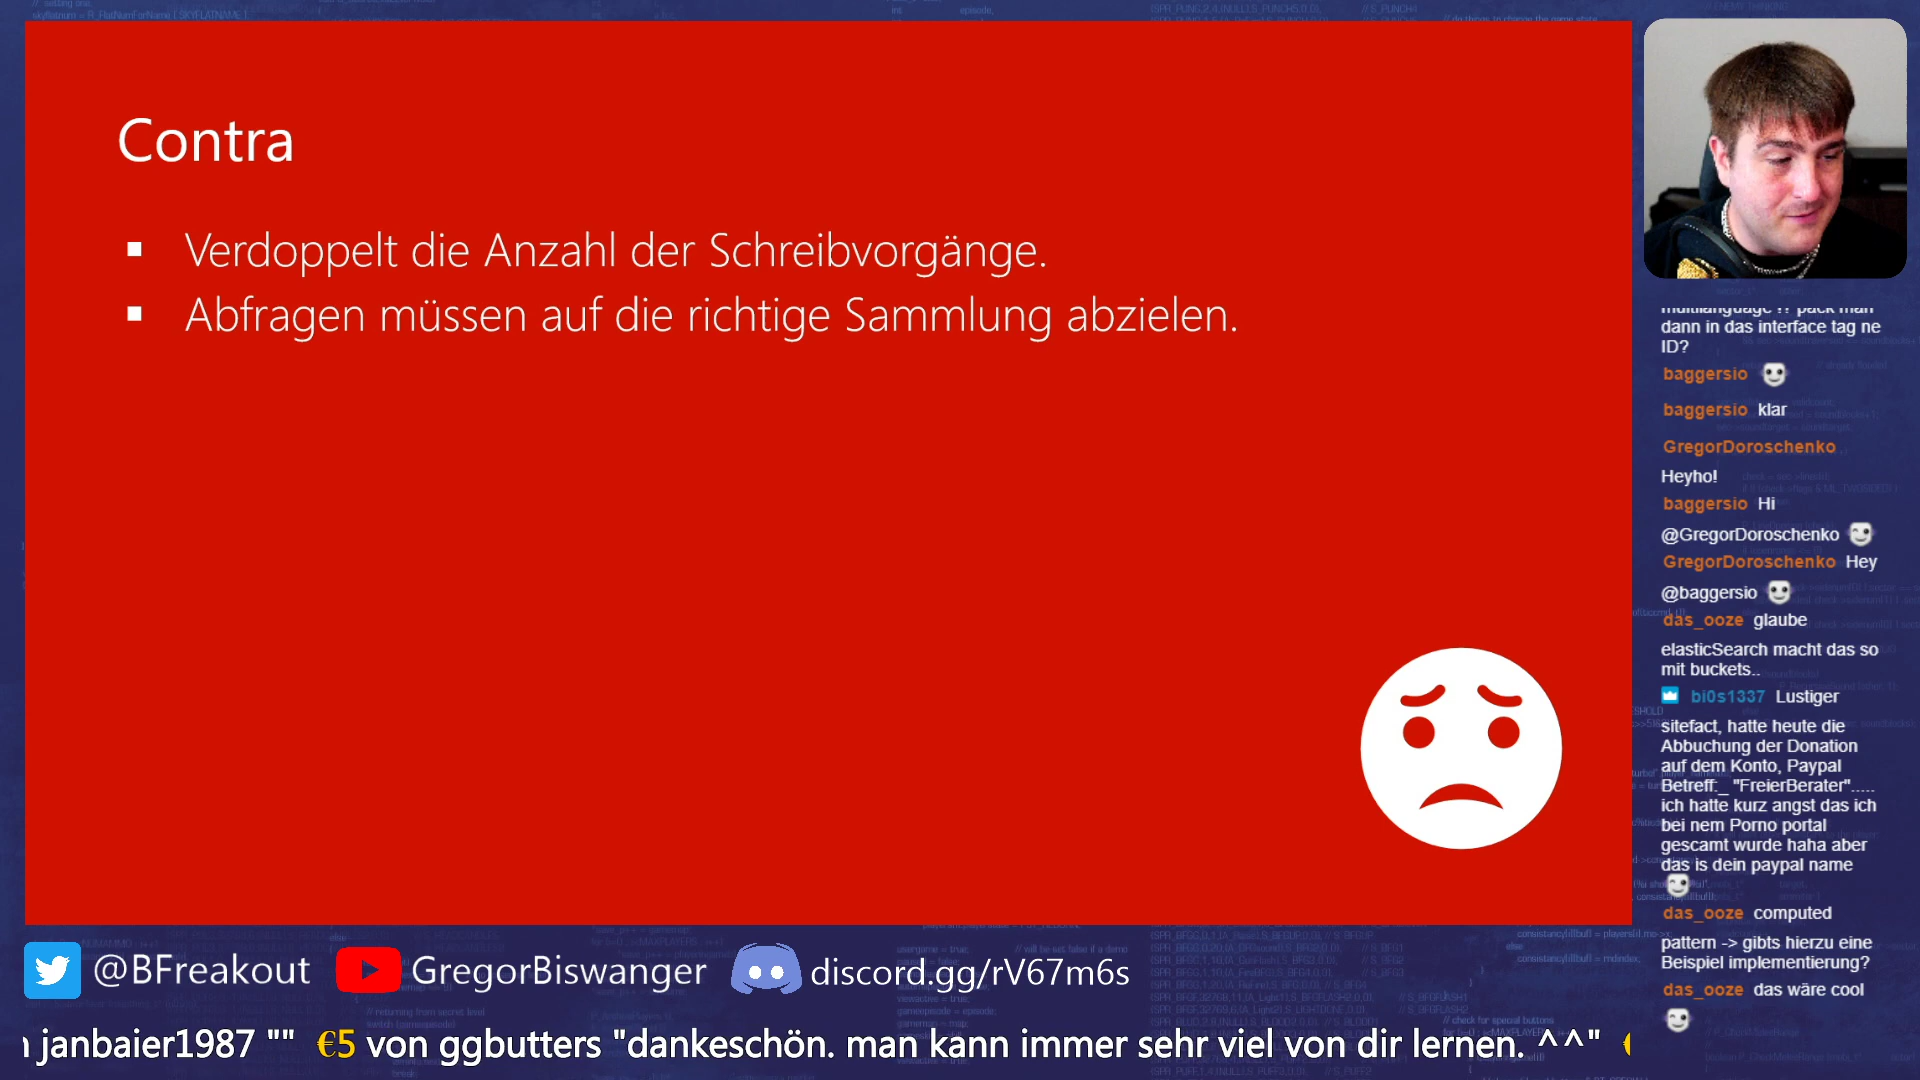 Contra
▪ Verdoppelt die Anzahl der Schreibvorgänge.
▪ Abfragen müssen auf die richtige Sammlung abzielen.
dann in das interface tag ne
ID?
baggersio
baggersio klar
GregorDoroschenko
Heyho!
baggersio Hi
@GregorDoroschenko
GregorDoroschenko Hey
@baggersio
das_ooze glaube
elasticSearch macht das so
mit buckets..
bi0s1337 Lustiger
sitefact, hatte heute die
Abbuchung der Donation
auf dem Konto, Paypal
Betreff:_ "FreierBerater".....
ich hatte kurz angst das ich
bei nem Porno portal
gescamt wurde haha aber
das is dein paypal name
das_ooze computed
pattern -> gibts hierzu eine
Beispiel implementierung?
das_ooze das wäre cool
@BFreakout
GregorBiswanger
discord.gg/rV67m6s
janbaier1987 "" €5 von ggbutters "dankeschön. man kann immer sehr viel von dir lernen. ^^"